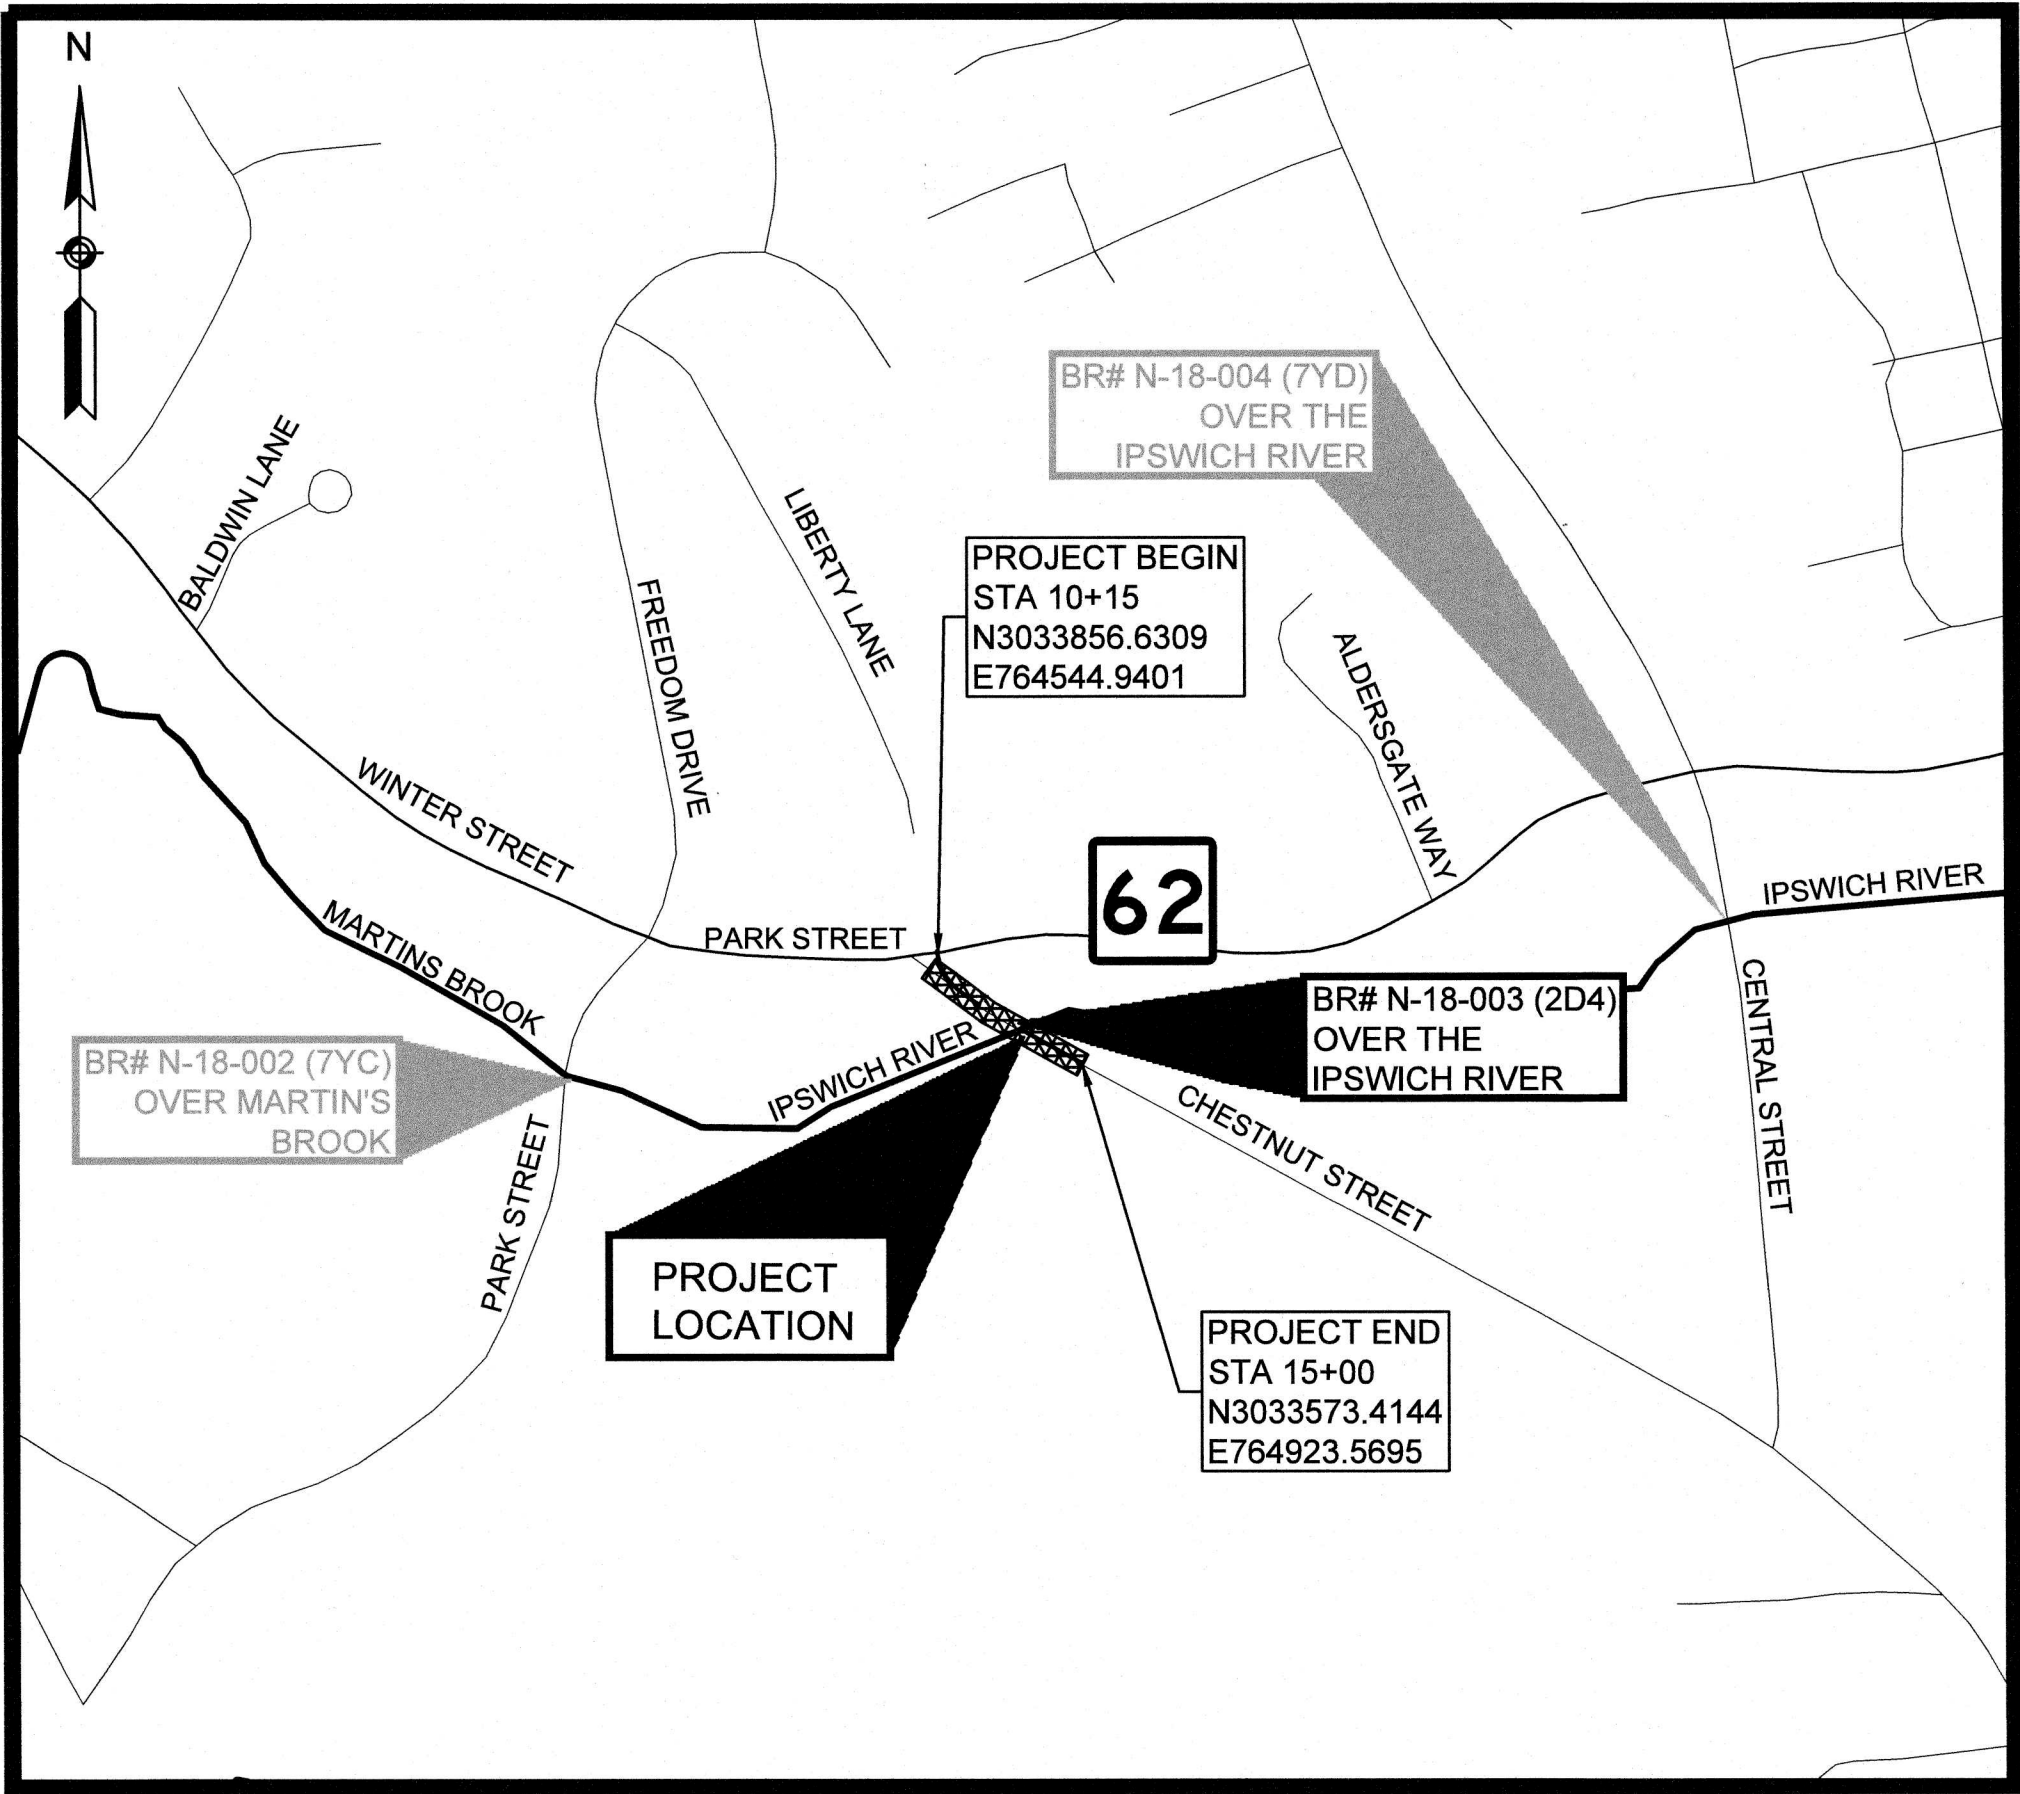 N
BR# N-18-004 (7YD)
OVER THE
IPSWICH RIVER
BALDWIN LANE
LIBERTY LANE
PROJECT BEGIN
STA 10+15
N3033856.6309
E764544.9401
FREEDOM DRIVE
ALDERSGATE WAY
WINTER STREET
62
IPSWICH RIVER
PARK STREET
MARTINS BROOK
BR# N-18-003 (2D4)
OVER THE
IPSWICH RIVER
CENTRAL STREET
BR# N-18-002 (7YC)
OVER MARTIN'S
BROOK
IPSWICH RIVER
CHESTNUT STREET
PARK STREET
PROJECT
LOCATION
PROJECT END
STA 15+00
N3033573.4144
E764923.5695